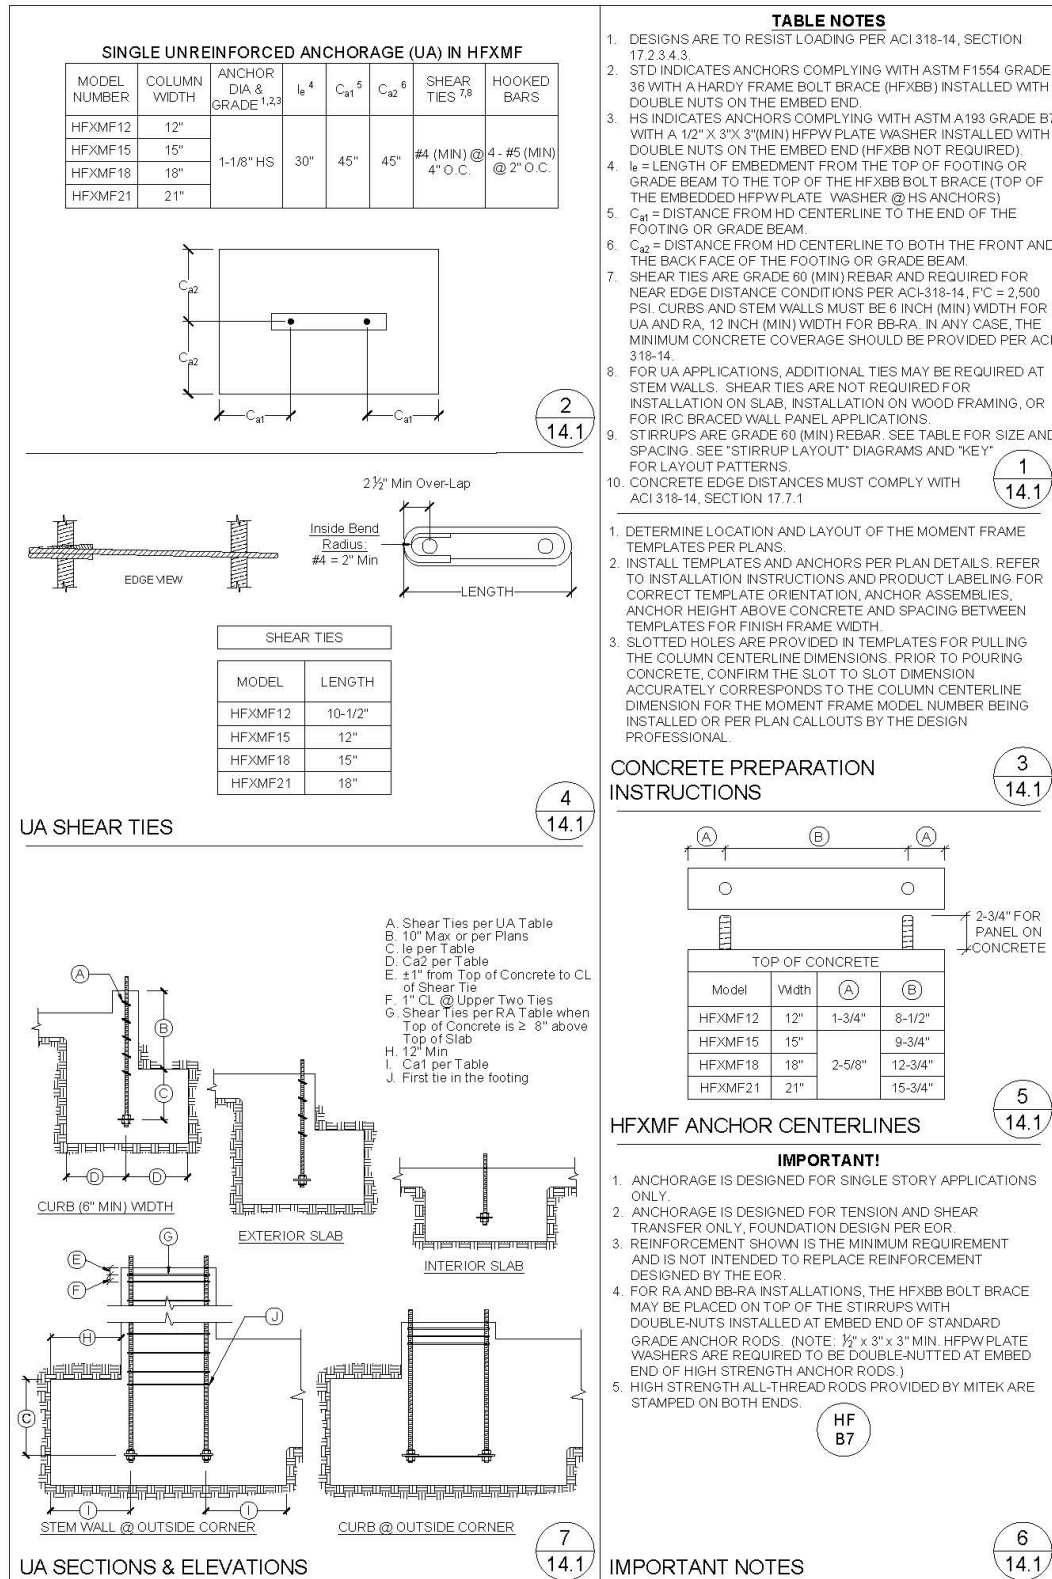 SINGLE UNREINFORCED ANCHORAGE (UA) IN HFXMF
MODEL NUMBER COLUMN WIDTH ANCHOR DIA & GRADE 1,2,3 le 4 Ca1 5 Ca2 6 SHEAR TIES 7,8 HOOKED BARS
HFXMF12 12"
HFXMF15 15"
HFXMF18 18"
HFXMF21 21"
1-1/8" HS 30" 45" 45" #4 (MIN) @ 4" O.C. 4 - #5 (MIN) @ 2" O.C.
Ca2
Ca2
Ca1
Ca1
2
14.1
2 ½" Min Over-Lap
Inside Bend
Radius:
#4 = 2" Min
EDGE VIEW
LENGTH
SHEAR TIES
MODEL LENGTH
HFXMF12 10-1/2"
HFXMF15 12"
HFXMF18 15"
HFXMF21 18"
UA SHEAR TIES
4
14.1
A. Shear Ties per UA Table
B. 10" Max or per Plans
C. le per Table
D. Ca2 per Table
E. ±1" from Top of Concrete to CL
of Shear Tie
F. 1" CL @ Upper Two Ties
G. Shear Ties per RA Table when
Top of Concrete is ≥ 8" above
Top of Slab
H. 12" Min
I. Ca1 per Table
J. First tie in the footing
A
B
C
D
D
CURB (6" MIN) WIDTH
EXTERIOR SLAB
INTERIOR SLAB
G
E
F
J
H
C
I
I
STEM WALL @ OUTSIDE CORNER
CURB @ OUTSIDE CORNER
UA SECTIONS & ELEVATIONS
7
14.1
TABLE NOTES
1. DESIGNS ARE TO RESIST LOADING PER ACI 318-14, SECTION
17.2.3.4.3.
2. STD INDICATES ANCHORS COMPLYING WITH ASTM F1554 GRADE
36 WITH A HARDY FRAME BOLT BRACE (HFXBB) INSTALLED WITH
DOUBLE NUTS ON THE EMBED END.
3. HS INDICATES ANCHORS COMPLYING WITH ASTM A193 GRADE B7
WITH A 1/2" X 3"X 3"(MIN) HFPW PLATE WASHER INSTALLED WITH
DOUBLE NUTS ON THE EMBED END (HFXBB NOT REQUIRED).
4. le = LENGTH OF EMBEDMENT FROM THE TOP OF FOOTING OR
GRADE BEAM TO THE TOP OF THE HFXBB BOLT BRACE (TOP OF
THE EMBEDDED HFPW PLATE WASHER @ HS ANCHORS)
5. Ca1 = DISTANCE FROM HD CENTERLINE TO THE END OF THE
FOOTING OR GRADE BEAM.
6. Ca2 = DISTANCE FROM HD CENTERLINE TO BOTH THE FRONT AND
THE BACK FACE OF THE FOOTING OR GRADE BEAM.
7. SHEAR TIES ARE GRADE 60 (MIN) REBAR AND REQUIRED FOR
NEAR EDGE DISTANCE CONDITIONS PER ACI-318-14, F'C = 2,500
PSI. CURBS AND STEM WALLS MUST BE 6 INCH (MIN) WIDTH FOR
UA AND RA, 12 INCH (MIN) WIDTH FOR BB-RA. IN ANY CASE, THE
MINIMUM CONCRETE COVERAGE SHOULD BE PROVIDED PER ACI
318-14.
8. FOR UA APPLICATIONS, ADDITIONAL TIES MAY BE REQUIRED AT
STEM WALLS. SHEAR TIES ARE NOT REQUIRED FOR
INSTALLATION ON SLAB, INSTALLATION ON WOOD FRAMING, OR
FOR IRC BRACED WALL PANEL APPLICATIONS.
9. STIRRUPS ARE GRADE 60 (MIN) REBAR. SEE TABLE FOR SIZE AND
SPACING. SEE "STIRRUP LAYOUT" DIAGRAMS AND "KEY"
FOR LAYOUT PATTERNS.
10. CONCRETE EDGE DISTANCES MUST COMPLY WITH
ACI 318-14, SECTION 17.7.1
1
14.1
1. DETERMINE LOCATION AND LAYOUT OF THE MOMENT FRAME
TEMPLATES PER PLANS.
2. INSTALL TEMPLATES AND ANCHORS PER PLAN DETAILS. REFER
TO INSTALLATION INSTRUCTIONS AND PRODUCT LABELING FOR
CORRECT TEMPLATE ORIENTATION, ANCHOR ASSEMBLIES,
ANCHOR HEIGHT ABOVE CONCRETE AND SPACING BETWEEN
TEMPLATES FOR FINISH FRAME WIDTH.
3. SLOTTED HOLES ARE PROVIDED IN TEMPLATES FOR PULLING
THE COLUMN CENTERLINE DIMENSIONS. PRIOR TO POURING
CONCRETE, CONFIRM THE SLOT TO SLOT DIMENSION
ACCURATELY CORRESPONDS TO THE COLUMN CENTERLINE
DIMENSION FOR THE MOMENT FRAME MODEL NUMBER BEING
INSTALLED OR PER PLAN CALLOUTS BY THE DESIGN
PROFESSIONAL.
CONCRETE PREPARATION
INSTRUCTIONS
3
14.1
A B A
2-3/4" FOR
PANEL ON
CONCRETE
TOP OF CONCRETE
Model Width A B
HFXMF12 12" 1-3/4" 8-1/2"
HFXMF15 15" 9-3/4"
HFXMF18 18" 2-5/8" 12-3/4"
HFXMF21 21" 15-3/4"
HFXMF ANCHOR CENTERLINES
5
14.1
IMPORTANT!
1. ANCHORAGE IS DESIGNED FOR SINGLE STORY APPLICATIONS
ONLY.
2. ANCHORAGE IS DESIGNED FOR TENSION AND SHEAR
TRANSFER ONLY, FOUNDATION DESIGN PER EOR.
3. REINFORCEMENT SHOWN IS THE MINIMUM REQUIREMENT
AND IS NOT INTENDED TO REPLACE REINFORCEMENT
DESIGNED BY THE EOR.
4. FOR RA AND BB-RA INSTALLATIONS, THE HFXBB BOLT BRACE
MAY BE PLACED ON TOP OF THE STIRRUPS WITH
DOUBLE-NUTS INSTALLED AT EMBED END OF STANDARD
GRADE ANCHOR RODS. (NOTE: ½" x 3" x 3" MIN. HFPW PLATE
WASHERS ARE REQUIRED TO BE DOUBLE-NUTTED AT EMBED
END OF HIGH STRENGTH ANCHOR RODS.)
5. HIGH STRENGTH ALL-THREAD RODS PROVIDED BY MITEK ARE
STAMPED ON BOTH ENDS.
HF
B7
IMPORTANT NOTES
6
14.1